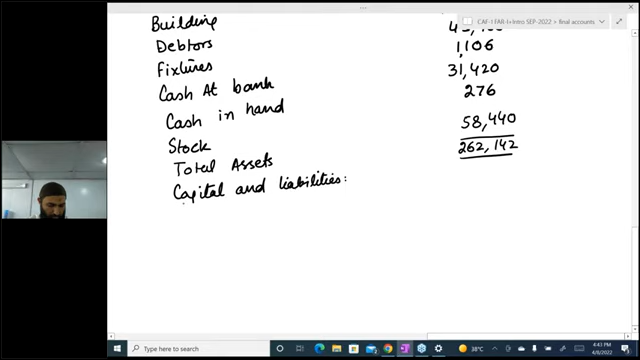 CAF-1 FAR-I+Intro SEP-2022 > final accounts
Building
Debtors 1,106
Fixtures 31,420
Cash At bank 276
Cash in hand
Stock 58,440
Total Assets 262,142
Capital and liabilities:
Type here to search
38°C
4:43 PM
4/8/2022